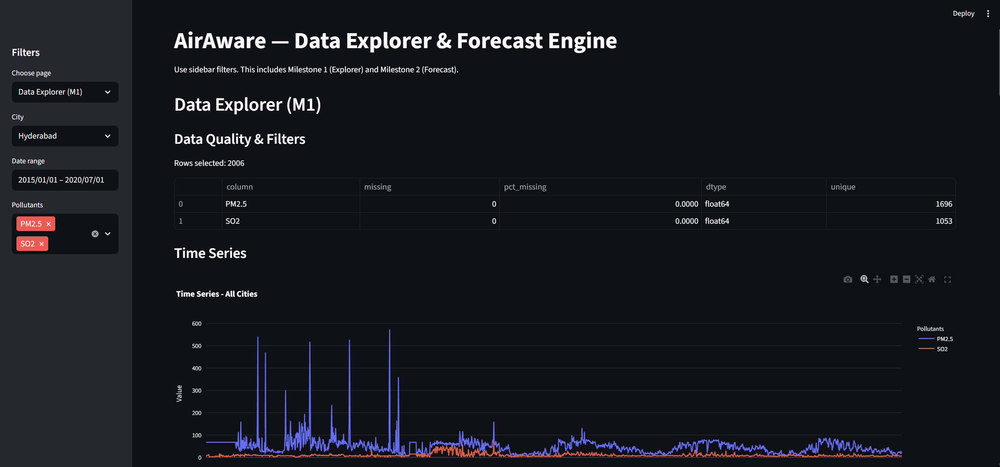 Deploy
Filters
Choose page
Data Explorer (M1)
City
Hyderabad
Date range
2015/01/01 – 2020/07/01
Pollutants
PM2.5
SO2
AirAware — Data Explorer & Forecast Engine
Use sidebar filters. This includes Milestone 1 (Explorer) and Milestone 2 (Forecast).
Data Explorer (M1)
Data Quality & Filters
Rows selected: 2006
column missing pct_missing dtype unique
0 PM2.5 0 0.0000 float64 1696
1 SO2 0 0.0000 float64 1053
Time Series
Time Series - All Cities
600
500
400
300
200
100
0
Value
Pollutants
PM2.5
SO2